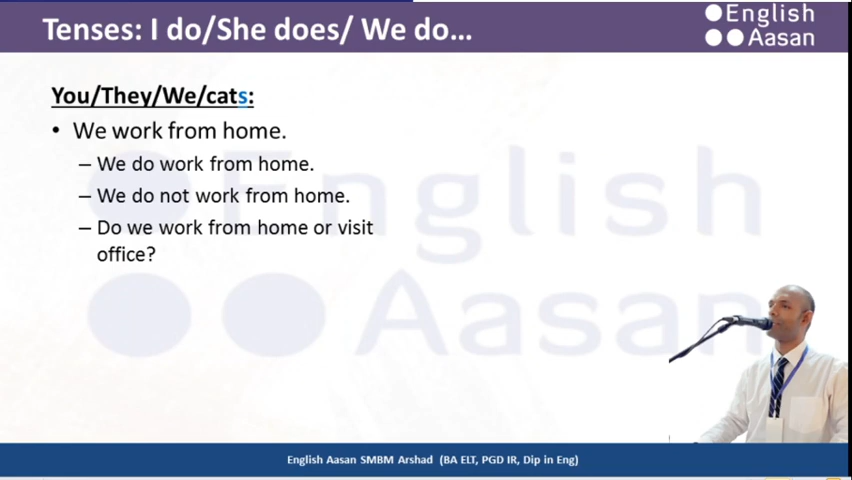 Tenses: I do/She does/ We do...
English
Aasan
You/They/We/cats:
• We work from home.
– We do work from home.
– We do not work from home.
– Do we work from home or visit
office?
English
Aasan
English Aasan SMBM Arshad (BA ELT, PGD IR, Dip in Eng)